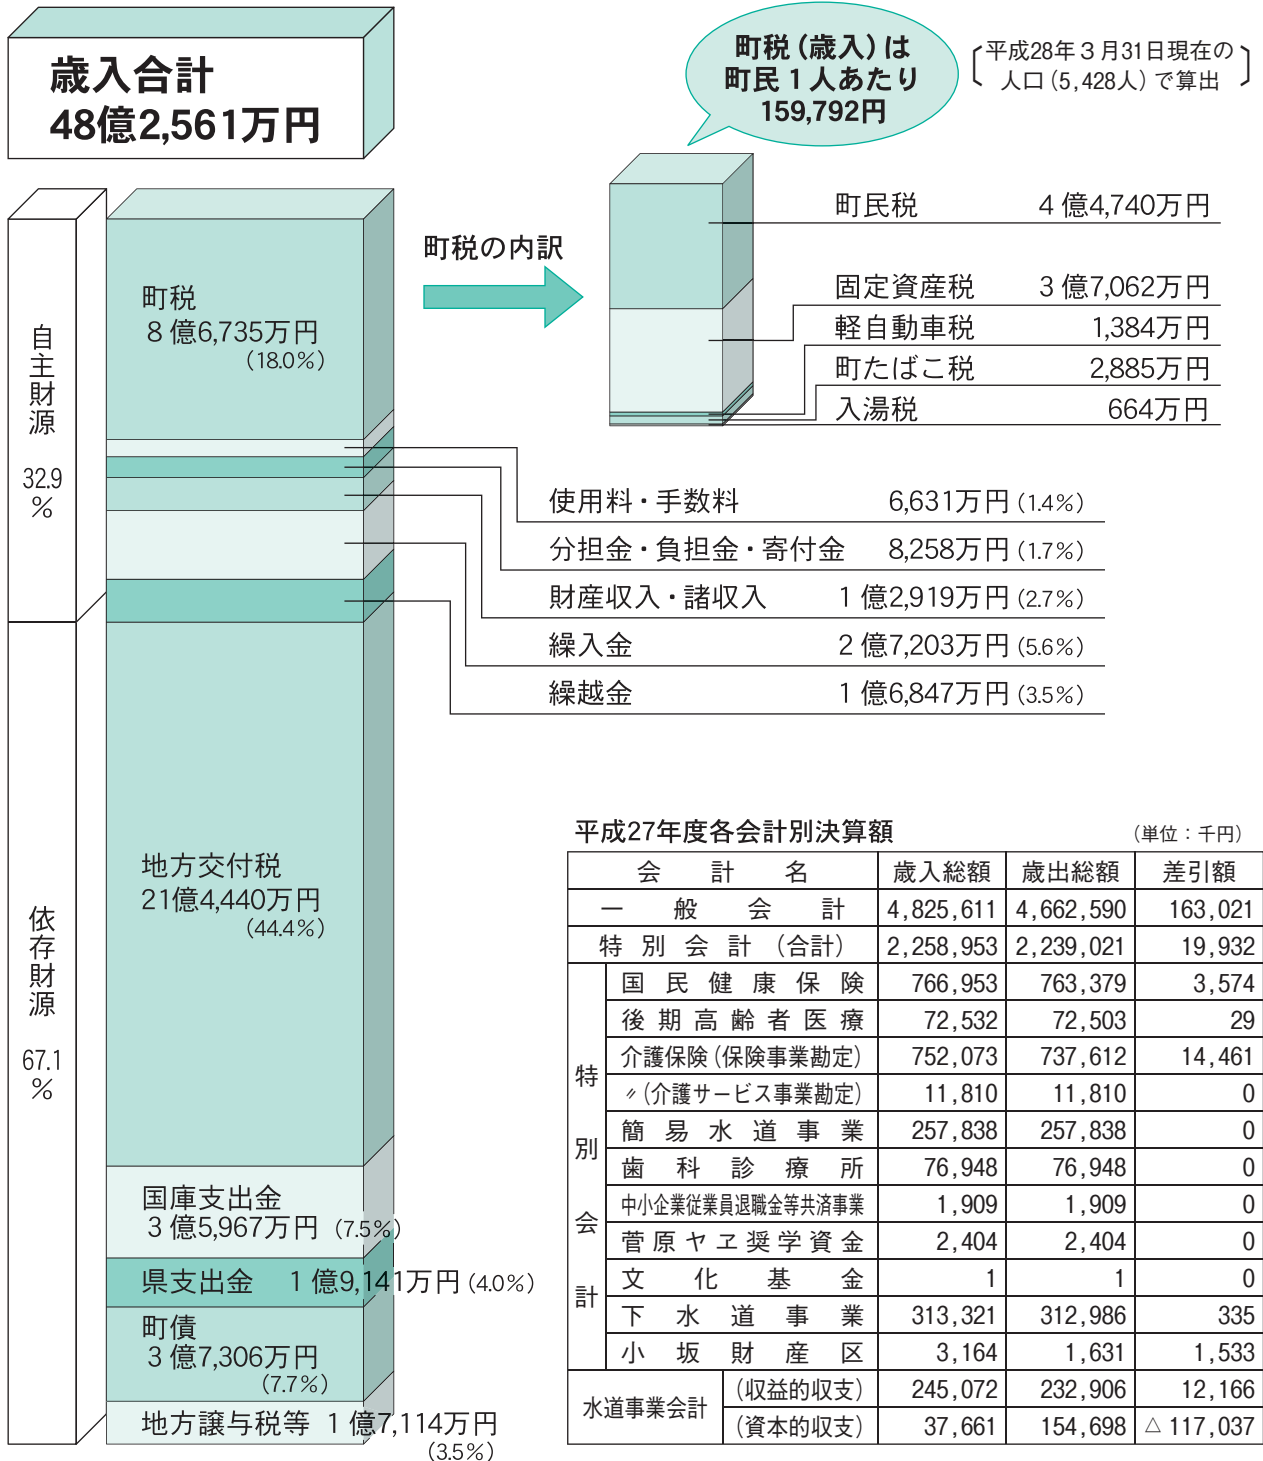 歳入合計
48億2,561万円
町税（歳入）は
町民1人あたり
159,792円
平成28年3月31日現在の
人口（5,428人）で算出
自主財源
32.9
％
依存財源
67.1
％
町税
8億6,735万円
（18.0％）
町税の内訳
町民税 4億4,740万円
固定資産税 3億7,062万円
軽自動車税 1,384万円
町たばこ税 2,885万円
入湯税 664万円
使用料・手数料 6,631万円（1.4％）
分担金・負担金・寄付金 8,258万円（1.7％）
財産収入・諸収入 1億2,919万円（2.7％）
繰入金 2億7,203万円（5.6％）
繰越金 1億6,847万円（3.5％）
地方交付税
21億4,440万円
（44.4％）
国庫支出金
3億5,967万円（7.5％）
県支出金 1億9,141万円（4.0％）
町債
3億7,306万円
（7.7％）
地方譲与税等 1億7,114万円
（3.5％）
平成27年度各会計別決算額 （単位：千円）
会計名 歳入総額 歳出総額 差引額
一般会計 4,825,611 4,662,590 163,021
特別会計（合計） 2,258,953 2,239,021 19,932
特別会計
国民健康保険 766,953 763,379 3,574
後期高齢者医療 72,532 72,503 29
介護保険（保険事業勘定） 752,073 737,612 14,461
〃（介護サービス事業勘定） 11,810 11,810 0
簡易水道事業 257,838 257,838 0
歯科診療所 76,948 76,948 0
中小企業従業員退職金等共済事業 1,909 1,909 0
菅原ヤヱ奨学資金 2,404 2,404 0
文化基金 1 1 0
下水道事業 313,321 312,986 335
小坂財産区 3,164 1,631 1,533
水道事業会計
（収益的収支） 245,072 232,906 12,166
（資本的収支） 37,661 154,698 △117,037